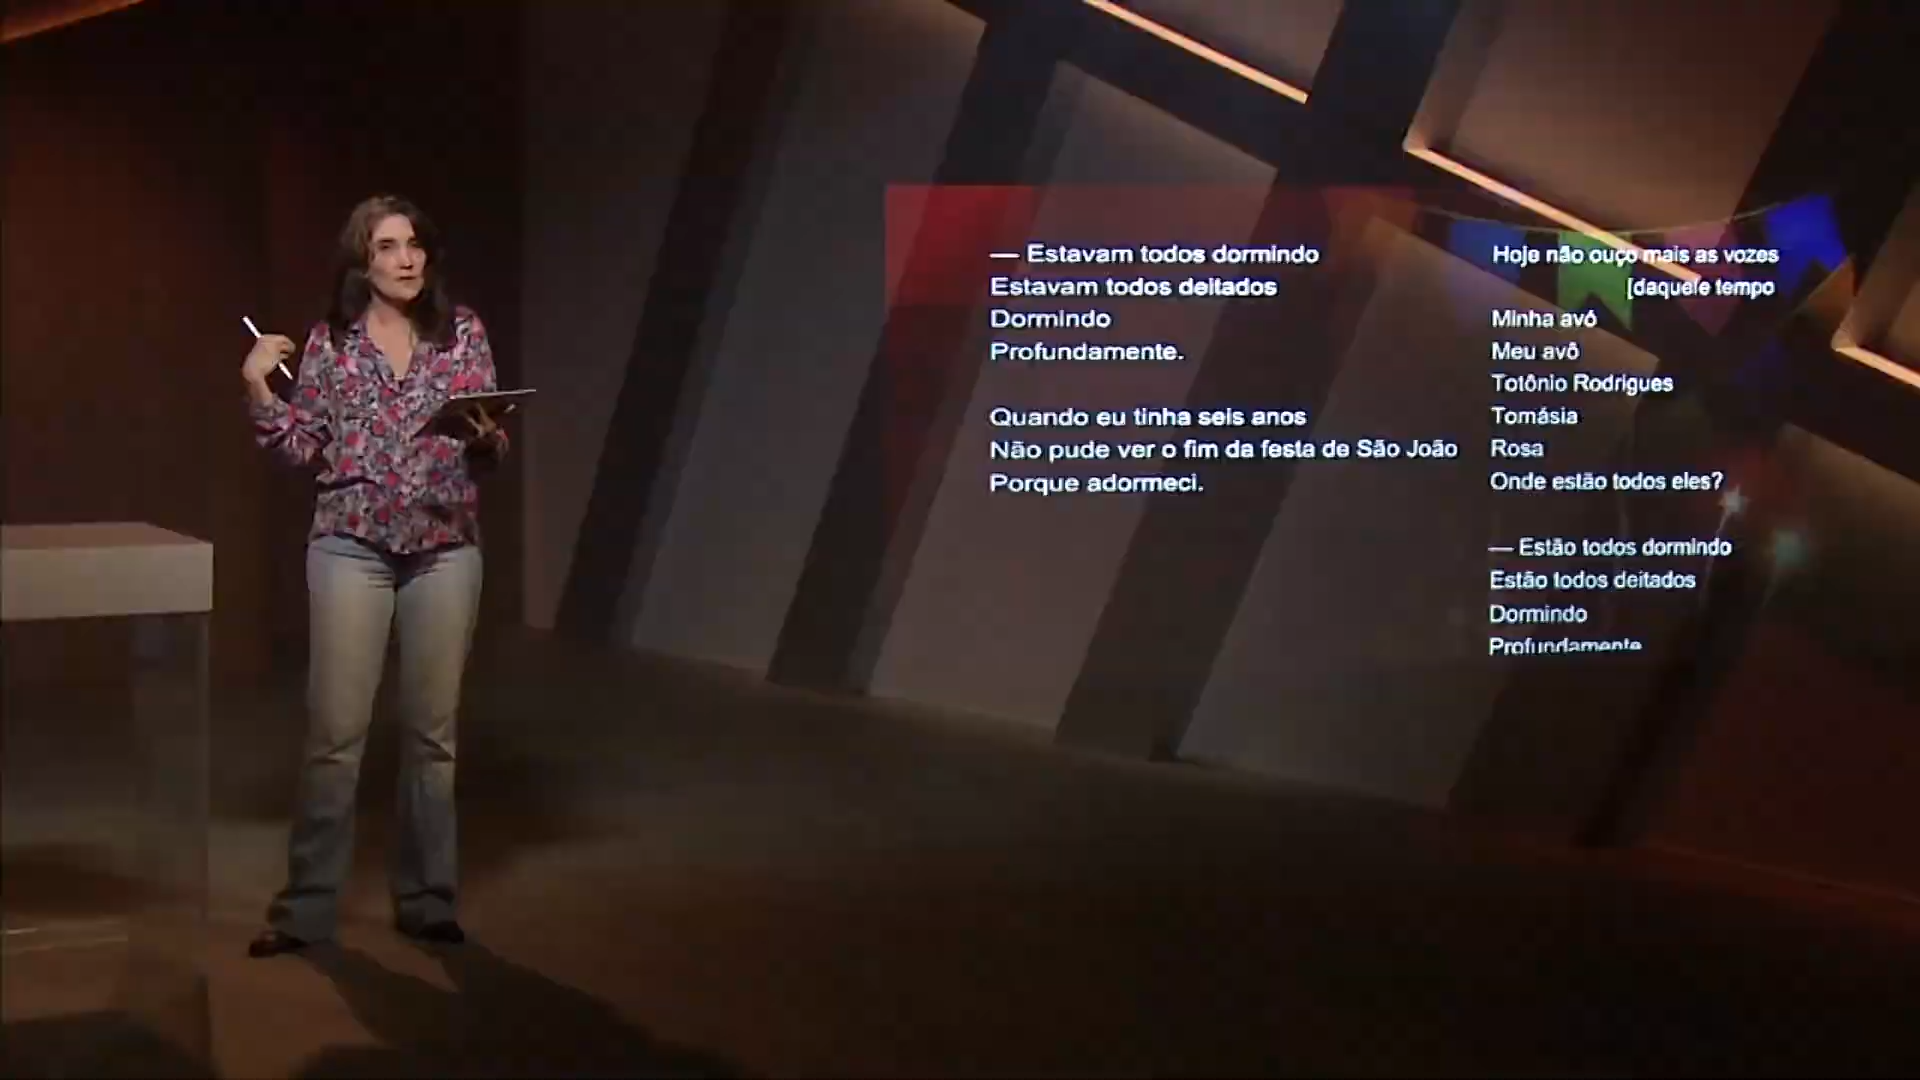 — Estavam todos dormindo
Estavam todos deitados
Dormindo
Profundamente.
Quando eu tinha seis anos
Não pude ver o fim da festa de São João
Porque adormeci.
Hoje não ouço mais as vozes
[daquele tempo
Minha avó
Meu avô
Totônio Rodrigues
Tomásia
Rosa
Onde estão todos eles?
— Estão todos dormindo
Estão todos deitados
Dormindo
Profundamente